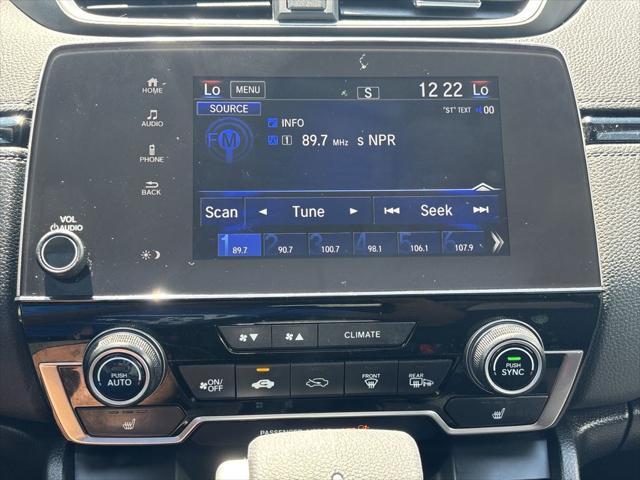 HOME
AUDIO
PHONE
BACK
VOL
AUDIO
Lo MENU S 12 22 Lo
SOURCE "ST" TEXT 00
FM
INFO
1 89.7 MHz S NPR
Scan Tune Seek
1 2 3 4 5 6
89.7 90.7 100.7 98.1 106.1 107.9
CLIMATE
PUSH
AUTO
ON/
OFF
FRONT
REAR
PUSH
SYNC
PASSENGER